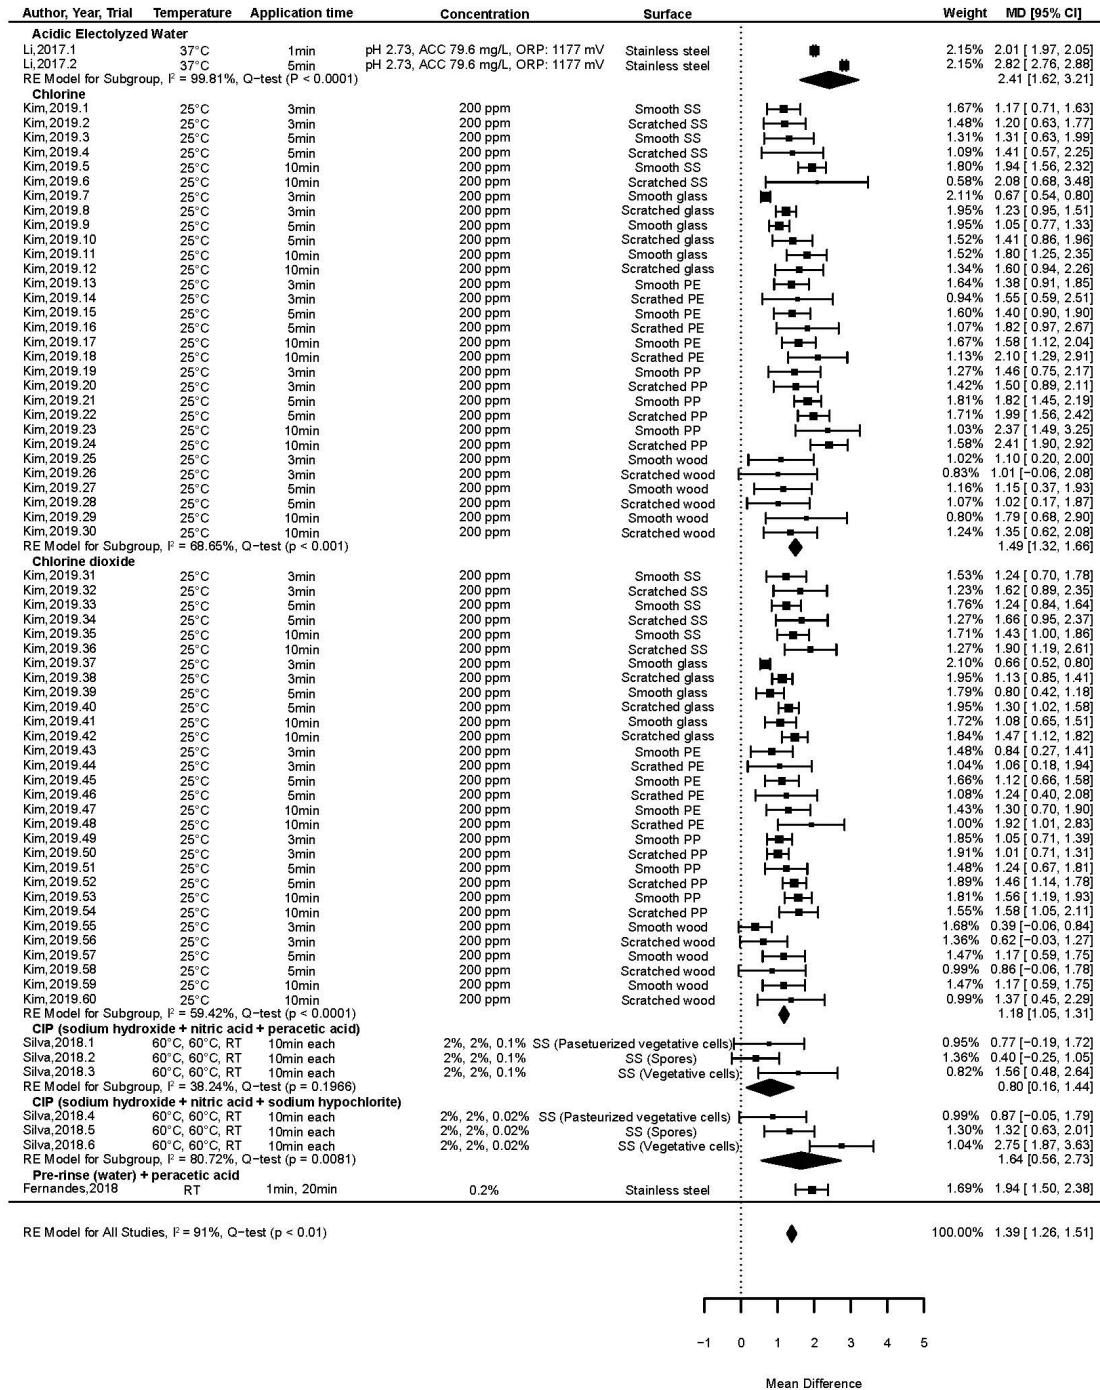 Author, Year, Trial Temperature Application time Concentration Surface Weight MD [95% CI]
Acidic Electolyzed Water
Li,2017.1 37°C 1min pH 2.73, ACC 79.6 mg/L, ORP: 1177 mV Stainless steel 2.15% 2.01 [ 1.97, 2.05]
Li,2017.2 37°C 5min pH 2.73, ACC 79.6 mg/L, ORP: 1177 mV Stainless steel 2.15% 2.82 [ 2.76, 2.88]
RE Model for Subgroup, I² = 99.81%, Q−test (P < 0.0001) 2.41 [ 1.62, 3.21]
Chlorine
Kim,2019.1 25°C 3min 200 ppm Smooth SS 1.67% 1.17 [ 0.71, 1.63]
Kim,2019.2 25°C 3min 200 ppm Scratched SS 1.48% 1.20 [ 0.63, 1.77]
Kim,2019.3 25°C 5min 200 ppm Smooth SS 1.31% 1.31 [ 0.63, 1.99]
Kim,2019.4 25°C 5min 200 ppm Scratched SS 1.09% 1.41 [ 0.57, 2.25]
Kim,2019.5 25°C 10min 200 ppm Smooth SS 1.80% 1.94 [ 1.56, 2.32]
Kim,2019.6 25°C 10min 200 ppm Scratched SS 0.58% 2.08 [ 0.68, 3.48]
Kim,2019.7 25°C 3min 200 ppm Smooth glass 2.11% 0.67 [ 0.54, 0.80]
Kim,2019.8 25°C 3min 200 ppm Scratched glass 1.95% 1.23 [ 0.95, 1.51]
Kim,2019.9 25°C 5min 200 ppm Smooth glass 1.95% 1.05 [ 0.77, 1.33]
Kim,2019.10 25°C 5min 200 ppm Scratched glass 1.52% 1.41 [ 0.86, 1.96]
Kim,2019.11 25°C 10min 200 ppm Smooth glass 1.52% 1.80 [ 1.25, 2.35]
Kim,2019.12 25°C 10min 200 ppm Scratched glass 1.34% 1.60 [ 0.94, 2.26]
Kim,2019.13 25°C 3min 200 ppm Smooth PE 1.64% 1.38 [ 0.91, 1.85]
Kim,2019.14 25°C 3min 200 ppm Scrathed PE 0.94% 1.55 [ 0.59, 2.51]
Kim,2019.15 25°C 5min 200 ppm Smooth PE 1.60% 1.40 [ 0.90, 1.90]
Kim,2019.16 25°C 5min 200 ppm Scrathed PE 1.07% 1.82 [ 0.97, 2.67]
Kim,2019.17 25°C 10min 200 ppm Smooth PE 1.67% 1.58 [ 1.12, 2.04]
Kim,2019.18 25°C 10min 200 ppm Scrathed PE 1.13% 2.10 [ 1.29, 2.91]
Kim,2019.19 25°C 3min 200 ppm Smooth PP 1.27% 1.46 [ 0.75, 2.17]
Kim,2019.20 25°C 3min 200 ppm Scratched PP 1.42% 1.50 [ 0.89, 2.11]
Kim,2019.21 25°C 5min 200 ppm Smooth PP 1.81% 1.82 [ 1.45, 2.19]
Kim,2019.22 25°C 5min 200 ppm Scratched PP 1.71% 1.99 [ 1.56, 2.42]
Kim,2019.23 25°C 10min 200 ppm Smooth PP 1.03% 2.37 [ 1.49, 3.25]
Kim,2019.24 25°C 10min 200 ppm Scratched PP 1.58% 2.41 [ 1.90, 2.92]
Kim,2019.25 25°C 3min 200 ppm Smooth wood 1.02% 1.10 [ 0.20, 2.00]
Kim,2019.26 25°C 3min 200 ppm Scratched wood 0.83% 1.01 [−0.06, 2.08]
Kim,2019.27 25°C 5min 200 ppm Smooth wood 1.16% 1.15 [ 0.37, 1.93]
Kim,2019.28 25°C 5min 200 ppm Scratched wood 1.07% 1.02 [ 0.17, 1.87]
Kim,2019.29 25°C 10min 200 ppm Smooth wood 0.80% 1.79 [ 0.68, 2.90]
Kim,2019.30 25°C 10min 200 ppm Scratched wood 1.24% 1.35 [ 0.62, 2.08]
RE Model for Subgroup, I² = 68.65%, Q−test (p < 0.001) 1.49 [ 1.32, 1.66]
Chlorine dioxide
Kim,2019.31 25°C 3min 200 ppm Smooth SS 1.53% 1.24 [ 0.70, 1.78]
Kim,2019.32 25°C 3min 200 ppm Scratched SS 1.23% 1.62 [ 0.89, 2.35]
Kim,2019.33 25°C 5min 200 ppm Smooth SS 1.76% 1.24 [ 0.84, 1.64]
Kim,2019.34 25°C 5min 200 ppm Scratched SS 1.27% 1.66 [ 0.95, 2.37]
Kim,2019.35 25°C 10min 200 ppm Smooth SS 1.71% 1.43 [ 1.00, 1.86]
Kim,2019.36 25°C 10min 200 ppm Scratched SS 1.27% 1.90 [ 1.19, 2.61]
Kim,2019.37 25°C 3min 200 ppm Smooth glass 2.10% 0.66 [ 0.52, 0.80]
Kim,2019.38 25°C 3min 200 ppm Scratched glass 1.95% 1.13 [ 0.85, 1.41]
Kim,2019.39 25°C 5min 200 ppm Smooth glass 1.79% 0.80 [ 0.42, 1.18]
Kim,2019.40 25°C 5min 200 ppm Scratched glass 1.95% 1.30 [ 1.02, 1.58]
Kim,2019.41 25°C 10min 200 ppm Smooth glass 1.72% 1.08 [ 0.65, 1.51]
Kim,2019.42 25°C 10min 200 ppm Scratched glass 1.84% 1.47 [ 1.12, 1.82]
Kim,2019.43 25°C 3min 200 ppm Smooth PE 1.48% 0.84 [ 0.27, 1.41]
Kim,2019.44 25°C 3min 200 ppm Scrathed PE 1.04% 1.06 [ 0.18, 1.94]
Kim,2019.45 25°C 5min 200 ppm Smooth PE 1.66% 1.12 [ 0.66, 1.58]
Kim,2019.46 25°C 5min 200 ppm Scrathed PE 1.08% 1.24 [ 0.40, 2.08]
Kim,2019.47 25°C 10min 200 ppm Smooth PE 1.43% 1.30 [ 0.70, 1.90]
Kim,2019.48 25°C 10min 200 ppm Scrathed PE 1.00% 1.92 [ 1.01, 2.83]
Kim,2019.49 25°C 3min 200 ppm Smooth PP 1.85% 1.05 [ 0.71, 1.39]
Kim,2019.50 25°C 3min 200 ppm Scratched PP 1.91% 1.01 [ 0.71, 1.31]
Kim,2019.51 25°C 5min 200 ppm Smooth PP 1.48% 1.24 [ 0.67, 1.81]
Kim,2019.52 25°C 5min 200 ppm Scratched PP 1.89% 1.46 [ 1.14, 1.78]
Kim,2019.53 25°C 10min 200 ppm Smooth PP 1.81% 1.56 [ 1.19, 1.93]
Kim,2019.54 25°C 10min 200 ppm Scratched PP 1.55% 1.58 [ 1.05, 2.11]
Kim,2019.55 25°C 3min 200 ppm Smooth wood 1.68% 0.39 [−0.06, 0.84]
Kim,2019.56 25°C 3min 200 ppm Scratched wood 1.36% 0.62 [−0.03, 1.27]
Kim,2019.57 25°C 5min 200 ppm Smooth wood 1.47% 1.17 [ 0.59, 1.75]
Kim,2019.58 25°C 5min 200 ppm Scratched wood 0.99% 0.86 [−0.06, 1.78]
Kim,2019.59 25°C 10min 200 ppm Smooth wood 1.47% 1.17 [ 0.59, 1.75]
Kim,2019.60 25°C 10min 200 ppm Scratched wood 0.99% 1.37 [ 0.45, 2.29]
RE Model for Subgroup, I² = 59.42%, Q−test (p < 0.0001) 1.18 [ 1.05, 1.31]
CIP (sodium hydroxide + nitric acid + peracetic acid)
Silva,2018.1 60°C, 60°C, RT 10min each 2%, 2%, 0.1% SS (Pasetuerized vegetative cells) 0.95% 0.77 [−0.19, 1.72]
Silva,2018.2 60°C, 60°C, RT 10min each 2%, 2%, 0.1% SS (Spores) 1.36% 0.40 [−0.25, 1.05]
Silva,2018.3 60°C, 60°C, RT 10min each 2%, 2%, 0.1% SS (Vegetative cells) 0.82% 1.56 [ 0.48, 2.64]
RE Model for Subgroup, I² = 38.24%, Q−test (p = 0.1966) 0.80 [ 0.16, 1.44]
CIP (sodium hydroxide + nitric acid + sodium hypochlorite)
Silva,2018.4 60°C, 60°C, RT 10min each 2%, 2%, 0.02% SS (Pasteurized vegetative cells) 0.99% 0.87 [−0.05, 1.79]
Silva,2018.5 60°C, 60°C, RT 10min each 2%, 2%, 0.02% SS (Spores) 1.30% 1.32 [ 0.63, 2.01]
Silva,2018.6 60°C, 60°C, RT 10min each 2%, 2%, 0.02% SS (Vegetative cells) 1.04% 2.75 [ 1.87, 3.63]
RE Model for Subgroup, I² = 80.72%, Q−test (p = 0.0081) 1.64 [ 0.56, 2.73]
Pre−rinse (water) + peracetic acid
Fernandes,2018 RT 1min, 20min 0.2% Stainless steel 1.69% 1.94 [ 1.50, 2.38]
RE Model for All Studies, I² = 91%, Q−test (p < 0.01) 100.00% 1.39 [ 1.26, 1.51]
−1 0 1 2 3 4 5
Mean Difference